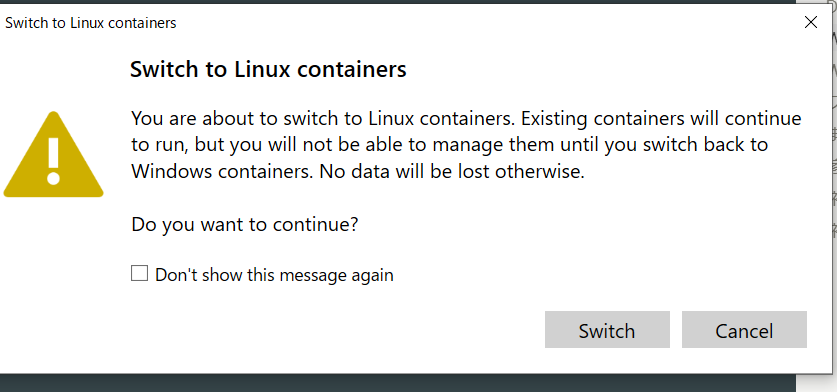 Switch to Linux containers
Switch to Linux containers
You are about to switch to Linux containers. Existing containers will continue
to run, but you will not be able to manage them until you switch back to
Windows containers. No data will be lost otherwise.
Do you want to continue?
Don't show this message again
Switch
Cancel